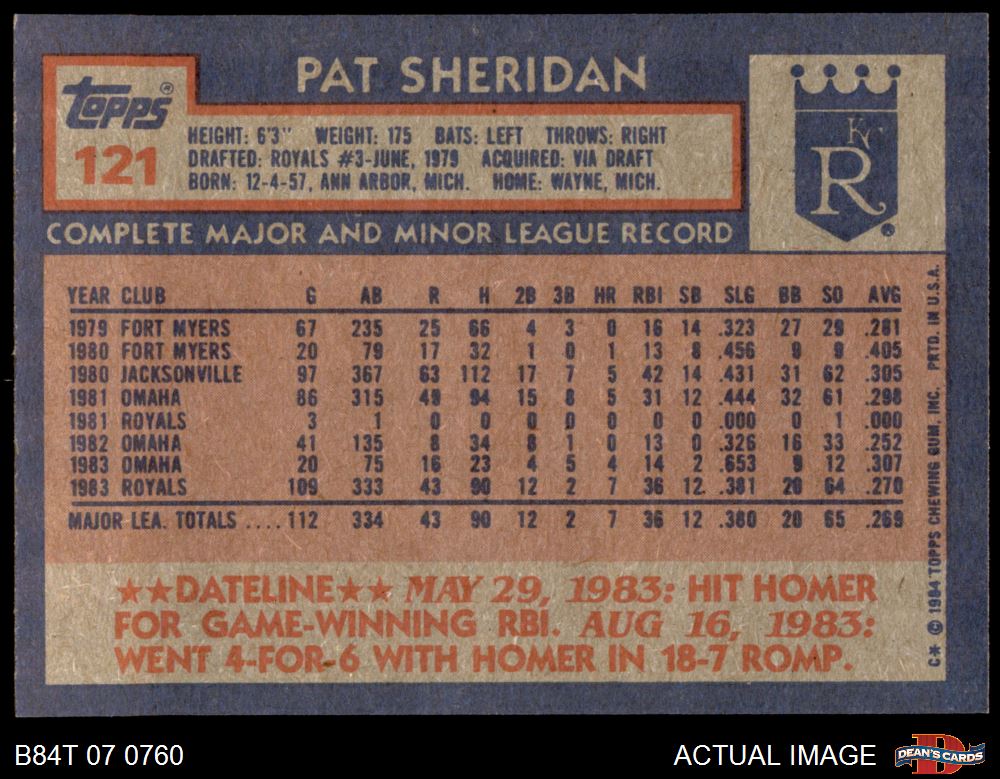 PAT SHERIDAN
Topps®
121
HEIGHT: 6'3" WEIGHT: 175 BATS: LEFT THROWS: RIGHT
DRAFTED: ROYALS #3-JUNE, 1979 ACQUIRED: VIA DRAFT
BORN: 12-4-57, ANN ARBOR, MICH. HOME: WAYNE, MICH.
KC
R
COMPLETE MAJOR AND MINOR LEAGUE RECORD
YEAR CLUB G AB R H 2B 3B HR RBI SB SLG BB SO AVG
1979 FORT MYERS 67 235 25 66 4 3 0 16 14 .323 27 29 .281
1980 FORT MYERS 20 79 17 32 1 0 1 13 8 .456 9 9 .405
1980 JACKSONVILLE 97 367 63 112 17 7 5 42 14 .431 31 62 .305
1981 OMAHA 86 315 49 94 15 8 5 31 12 .444 32 61 .298
1981 ROYALS 3 1 0 0 0 0 0 0 0 .000 0 1 .000
1982 OMAHA 41 135 8 34 8 1 0 13 0 .326 16 33 .252
1983 OMAHA 20 75 16 23 4 5 4 14 2 .653 9 12 .307
1983 ROYALS 109 333 43 90 12 2 7 36 12 .381 20 64 .270
MAJOR LEA. TOTALS ....112 334 43 90 12 2 7 36 12 .380 20 65 .269
★★DATELINE★★ MAY 29, 1983: HIT HOMER
FOR GAME-WINNING RBI. AUG 16, 1983:
WENT 4-FOR-6 WITH HOMER IN 18-7 ROMP.
C* © 1984 TOPPS CHEWING GUM, INC. PRTD. IN U.S.A.
B84T 07 0760
ACTUAL IMAGE
DEAN'S CARDS